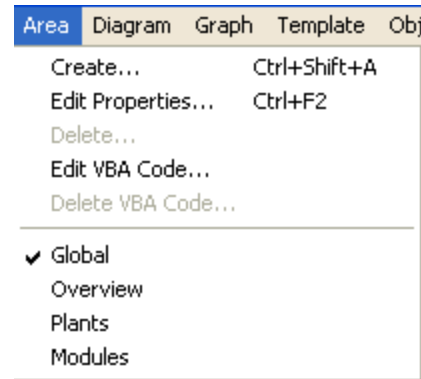 Area Diagram Graph Template Obj
Create... Ctrl+Shift+A
Edit Properties... Ctrl+F2
Delete...
Edit VBA Code...
Delete VBA Code...
Global
Overview
Plants
Modules